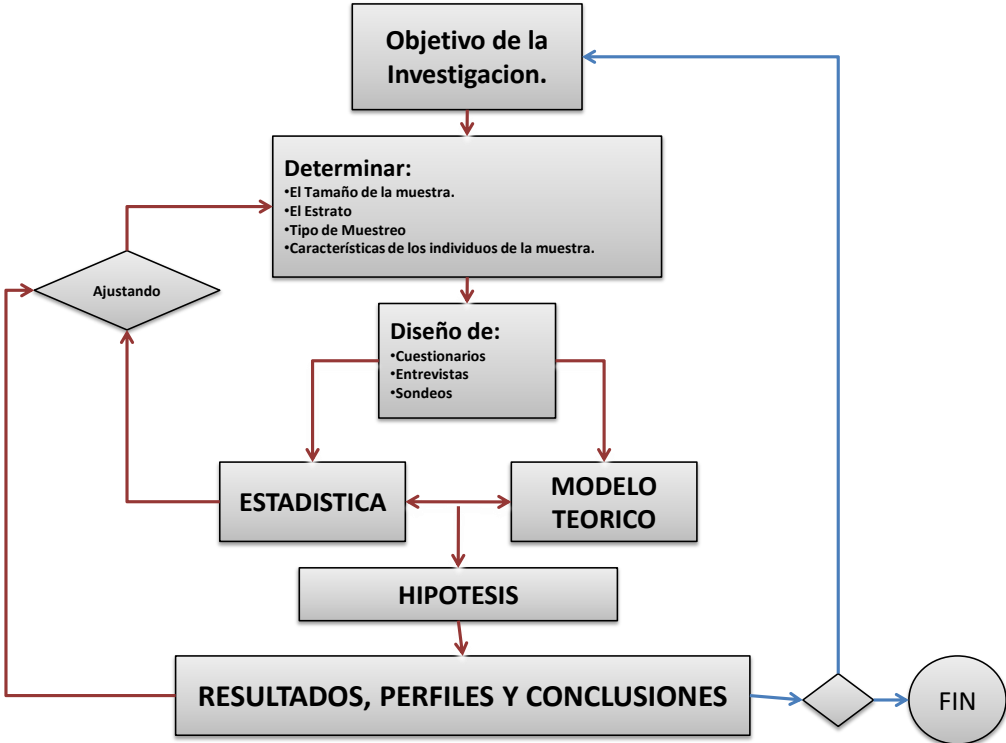 Objetivo de la
Investigacion.
Determinar:
•El Tamaño de la muestra.
•El Estrato
•Tipo de Muestreo
•Características de los individuos de la muestra.
Ajustando
Diseño de:
•Cuestionarios
•Entrevistas
•Sondeos
ESTADISTICA
MODELO
TEORICO
HIPOTESIS
RESULTADOS, PERFILES Y CONCLUSIONES
FIN